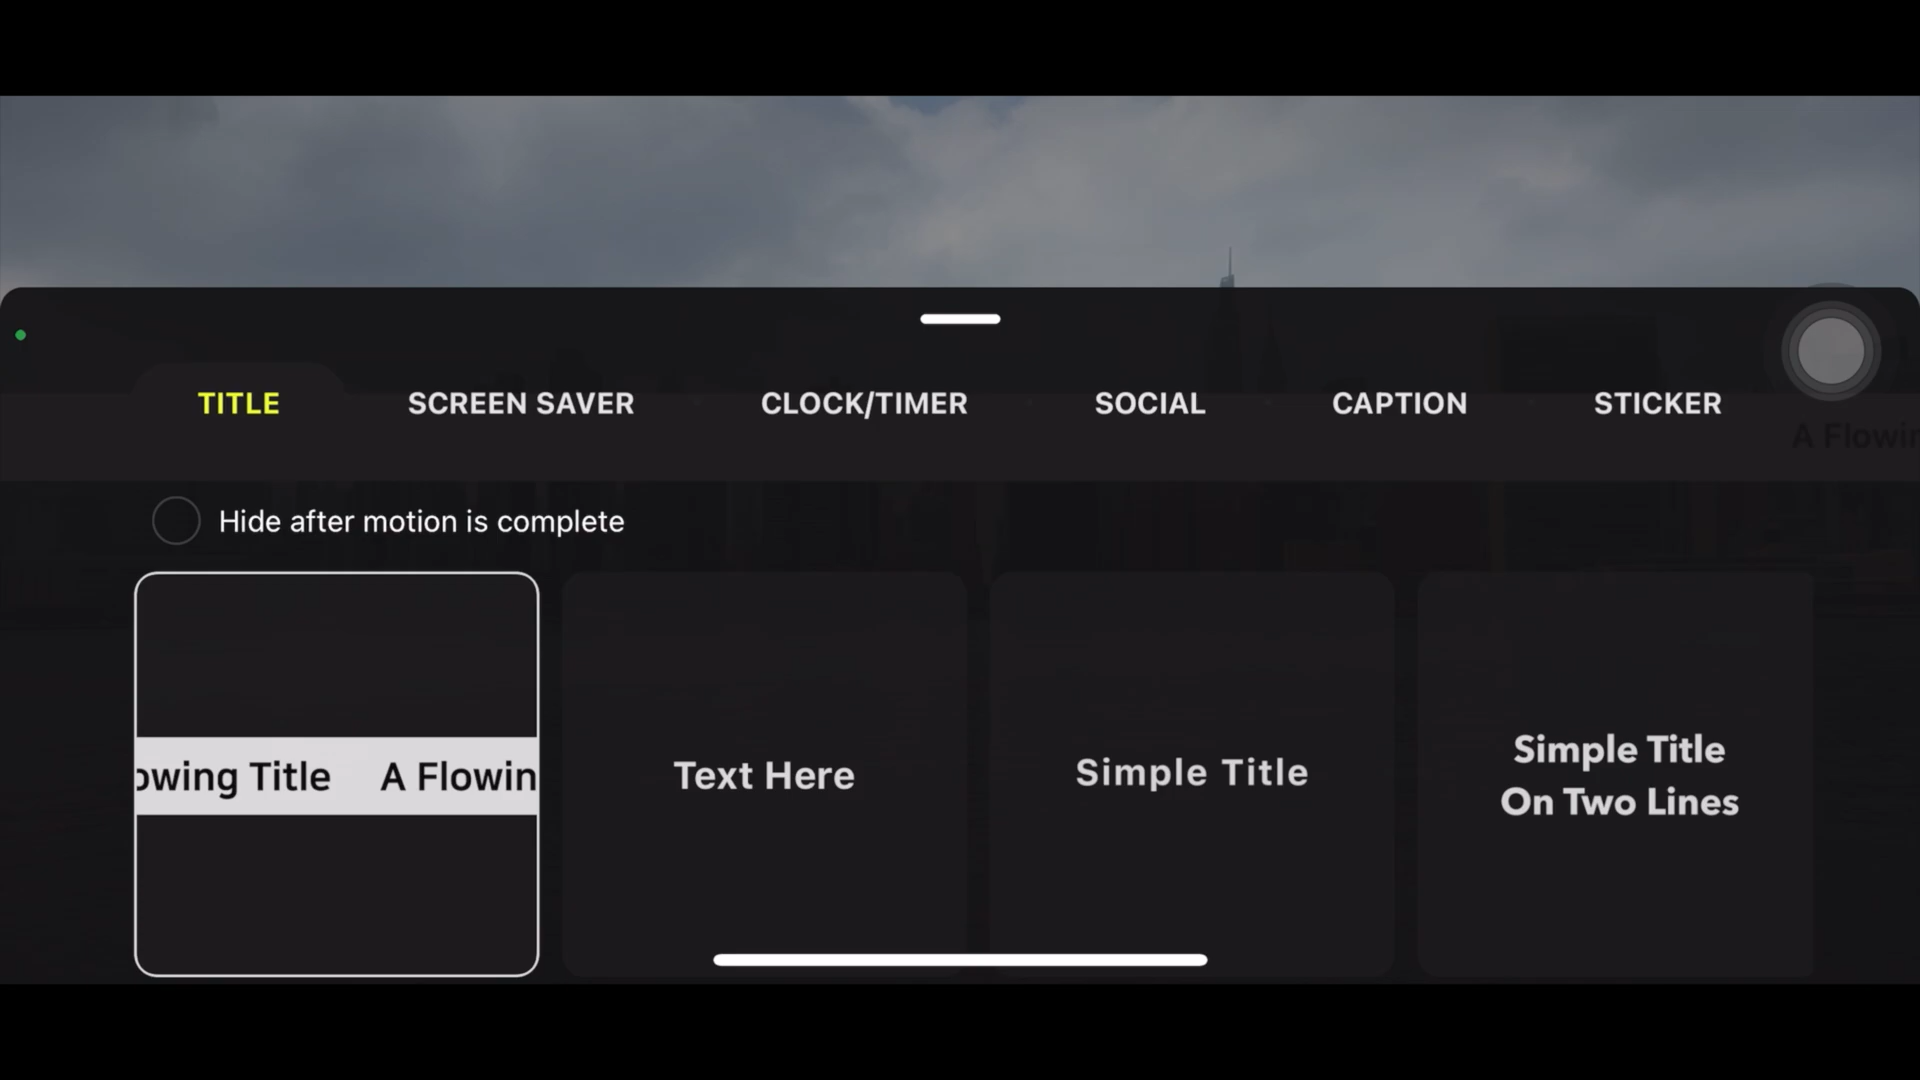 TITLE SCREEN SAVER CLOCK/TIMER SOCIAL CAPTION STICKER
A Flowin
Hide after motion is complete
owing Title A Flowin
Text Here
Simple Title
Simple Title
On Two Lines